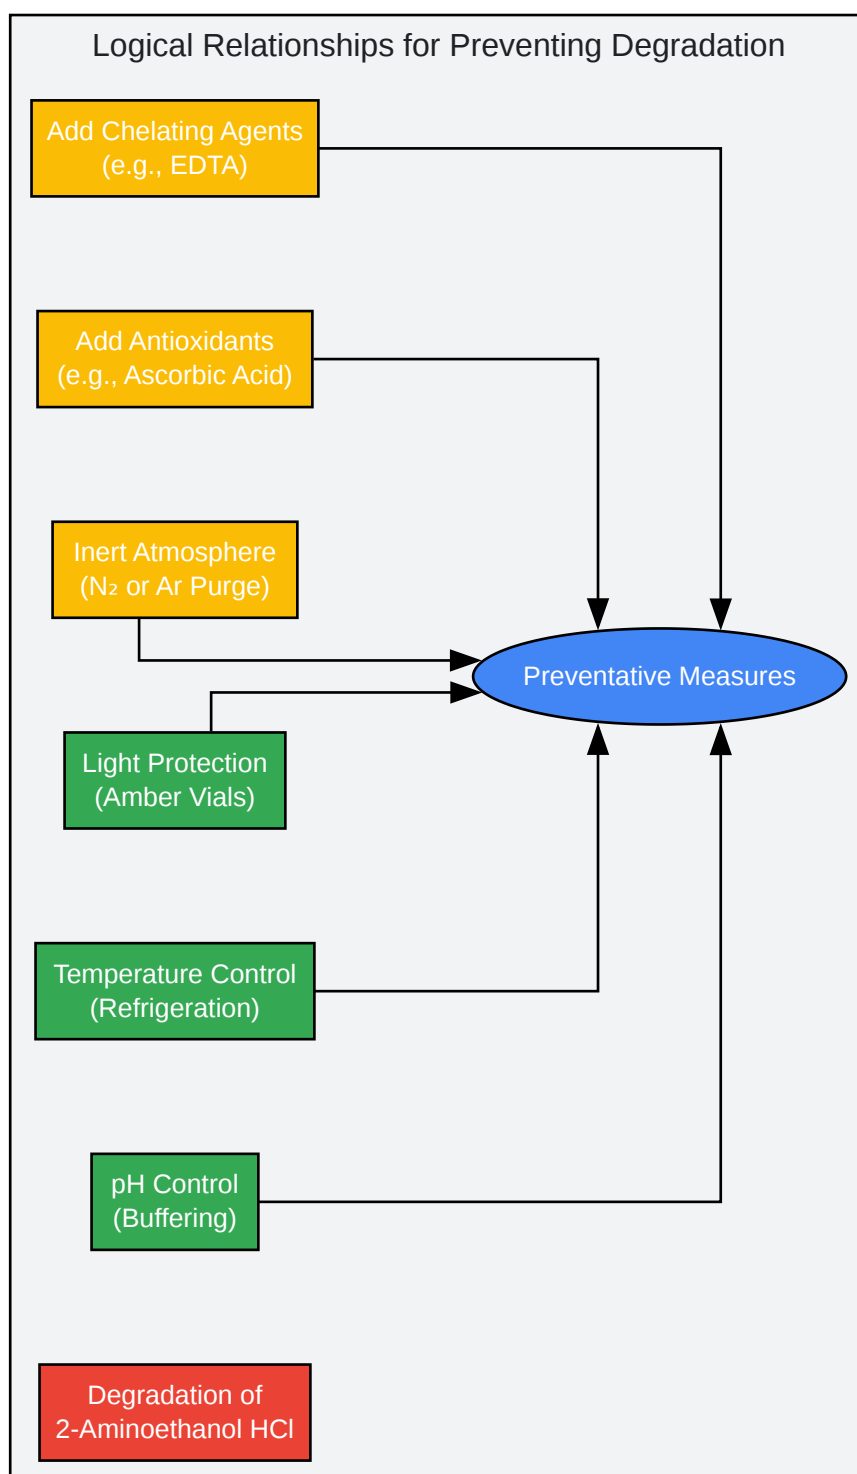 Logical Relationships for Preventing Degradation
Add Chelating Agents
(e.g., EDTA)
Add Antioxidants
(e.g., Ascorbic Acid)
Inert Atmosphere
(N₂ or Ar Purge)
Preventative Measures
Light Protection
(Amber Vials)
Temperature Control
(Refrigeration)
pH Control
(Buffering)
Degradation of
2-Aminoethanol HCl